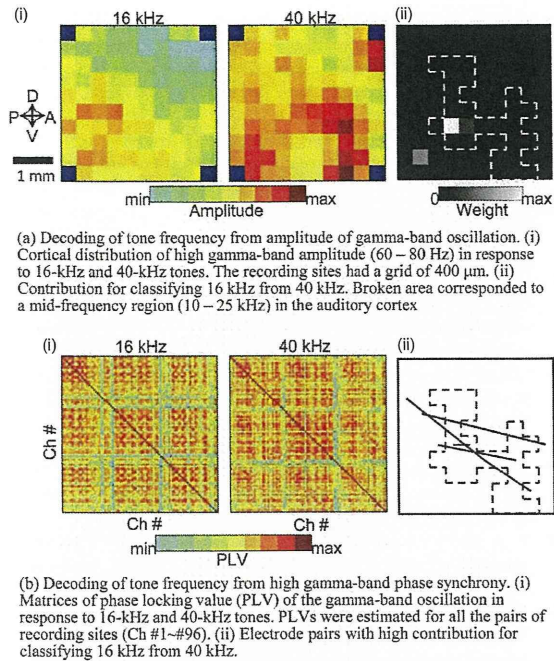 (i)
16 kHz
40 kHz
(ii)
D
P A
V
1 mm
min max
Amplitude
0 max
Weight
(a) Decoding of tone frequency from amplitude of gamma-band oscillation. (i)
Cortical distribution of high gamma-band amplitude (60 – 80 Hz) in response
to 16-kHz and 40-kHz tones. The recording sites had a grid of 400 μm. (ii)
Contribution for classifying 16 kHz from 40 kHz. Broken area corresponded to
a mid-frequency region (10 – 25 kHz) in the auditory cortex
(i)
16 kHz
40 kHz
(ii)
Ch #
Ch #
Ch #
min max
PLV
(b) Decoding of tone frequency from high gamma-band phase synchrony. (i)
Matrices of phase locking value (PLV) of the gamma-band oscillation in
response to 16-kHz and 40-kHz tones. PLVs were estimated for all the pairs of
recording sites (Ch #1~#96). (ii) Electrode pairs with high contribution for
classifying 16 kHz from 40 kHz.